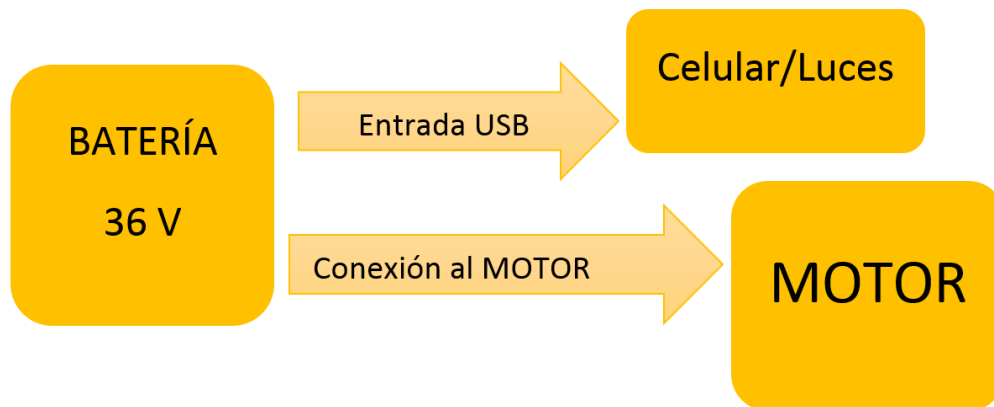 BATERÍA
36 V
Entrada USB
Celular/Luces
Conexión al MOTOR
MOTOR